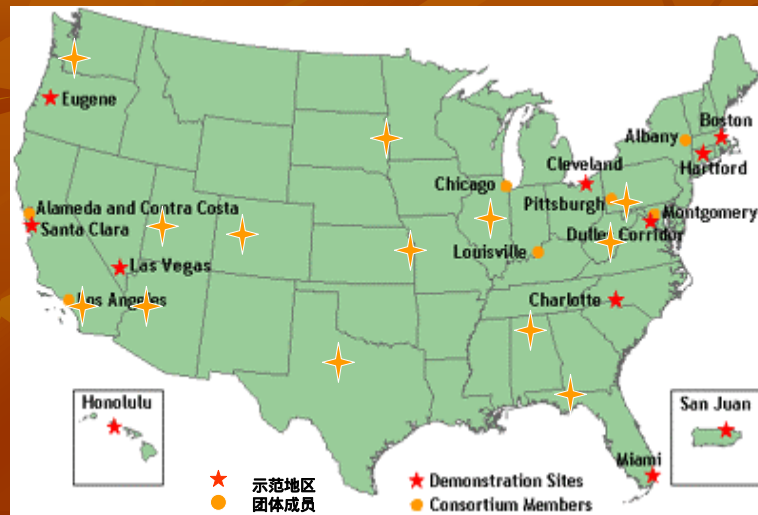 Eugene
Boston
Albany
Hartford
Cleveland
Chicago
Pittsburgh
Montgomery
Alameda and Contra Costa
Santa Clara
Dulles Corridor
Louisville
Las Vegas
Los Angeles
Charlotte
Honolulu
San Juan
Miami
示范地区
团体成员
Demonstration Sites
Consortium Members